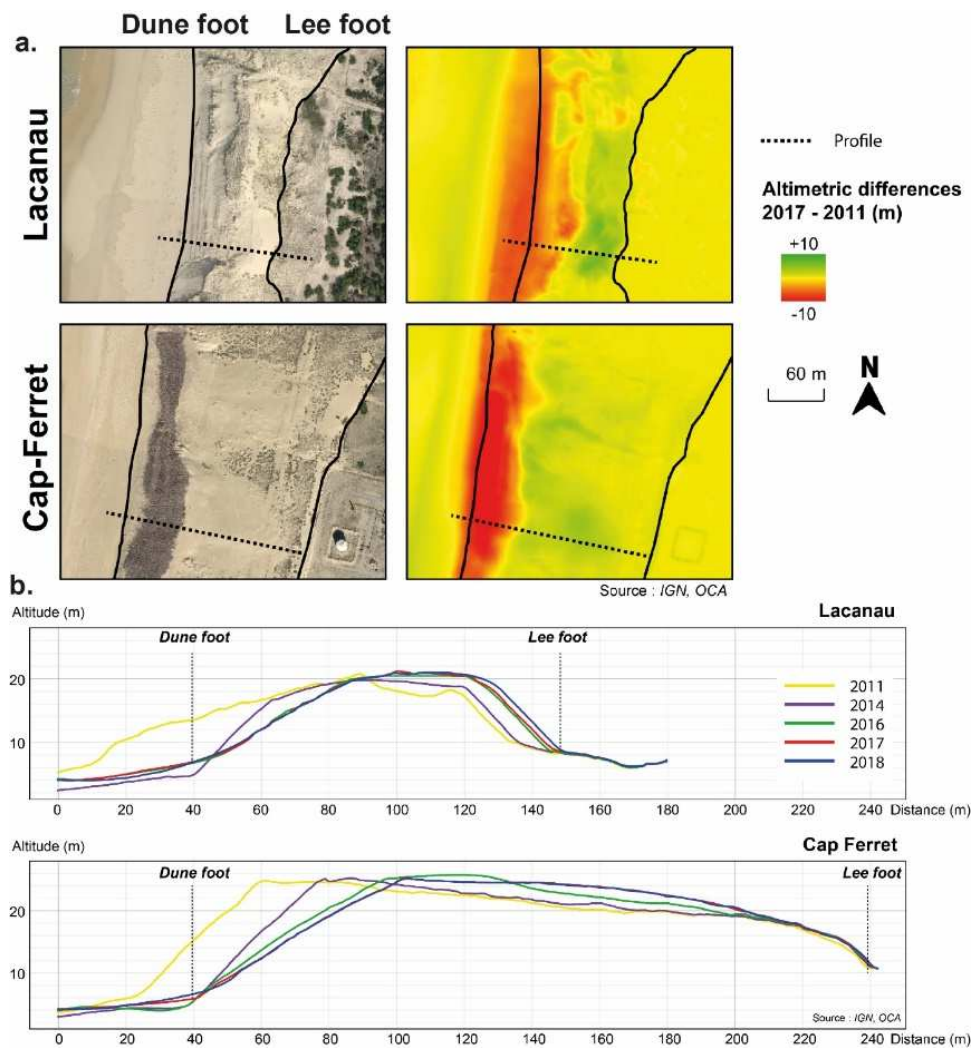 Dune foot Lee foot
a.
Lacanau
Cap-Ferret
Profile
Altimetric differences
2017 - 2011 (m)
+10
-10
60 m
N
Source : IGN, OCA
b.
Altitude (m)
Lacanau
Dune foot
Lee foot
20
10
2011
2014
2016
2017
2018
0 20 40 60 80 100 120 140 160 180 200 220 240 Distance (m)
Altitude (m)
Cap Ferret
Dune foot
Lee foot
20
10
Source : IGN, OCA
0 20 40 60 80 100 120 140 160 180 200 220 240 Distance (m)